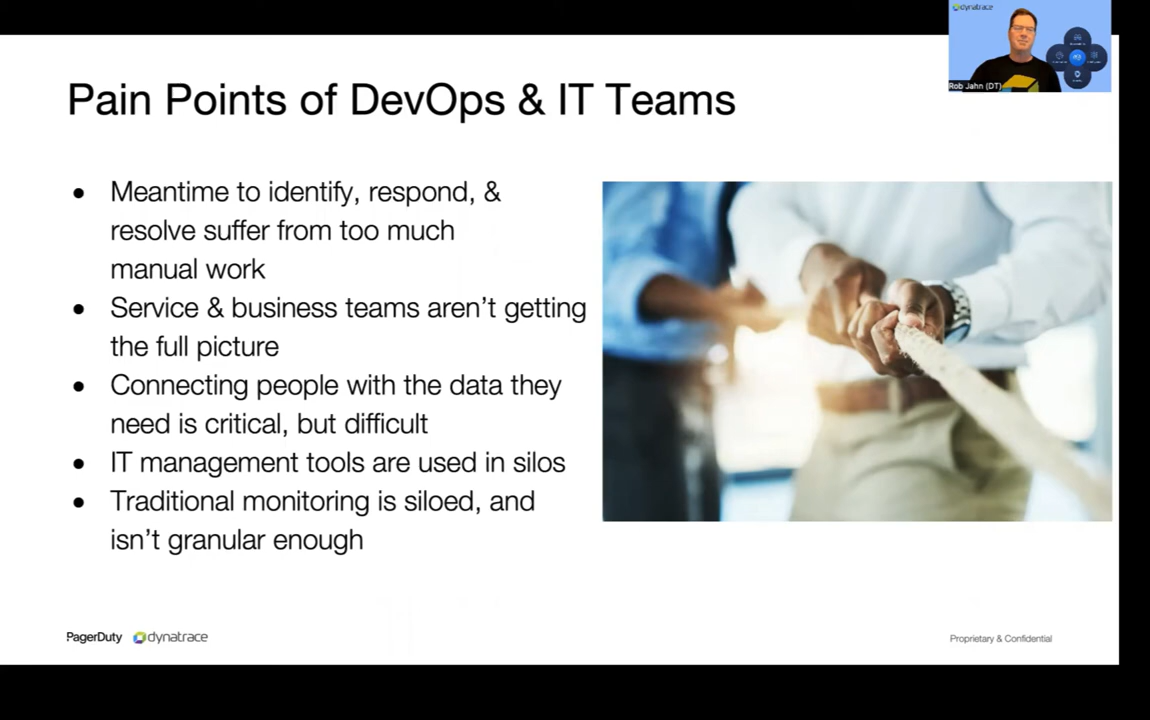 dynatrace
Rob Jahn (DT)
Pain Points of DevOps & IT Teams
● Meantime to identify, respond, &
resolve suffer from too much
manual work
● Service & business teams aren't getting
the full picture
● Connecting people with the data they
need is critical, but difficult
● IT management tools are used in silos
● Traditional monitoring is siloed, and
isn't granular enough
PagerDuty dynatrace
Proprietary & Confidential